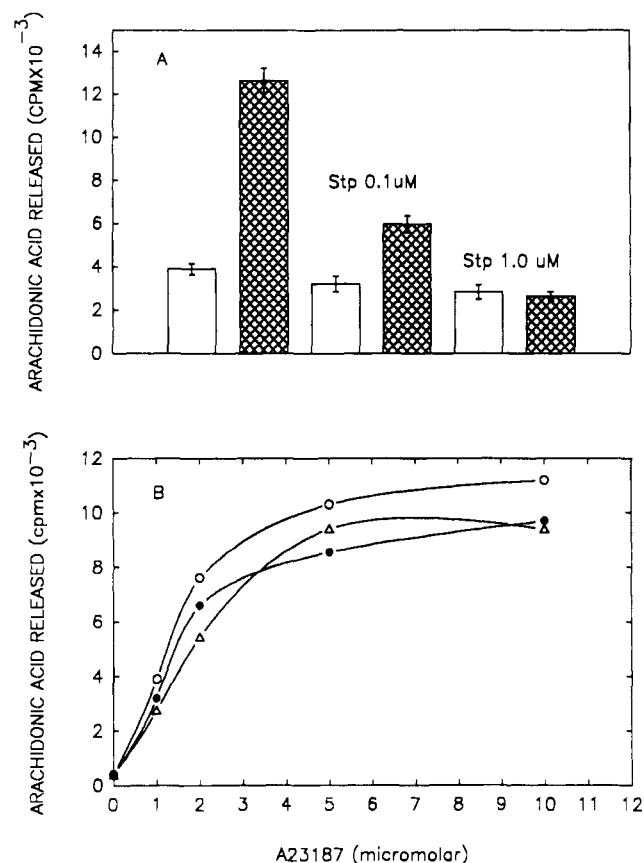 ARACHIDONIC ACID RELEASED (CPMX10⁻³)
A
14
12
10
8
6
4
2
0
Stp 0.1uM
Stp 1.0 uM
ARACHIDONIC ACID RELEASED (cpmx10⁻³)
B
12
10
8
6
4
2
0
0 1 2 3 4 5 6 7 8 9 10 11 12
A23187 (micromolar)